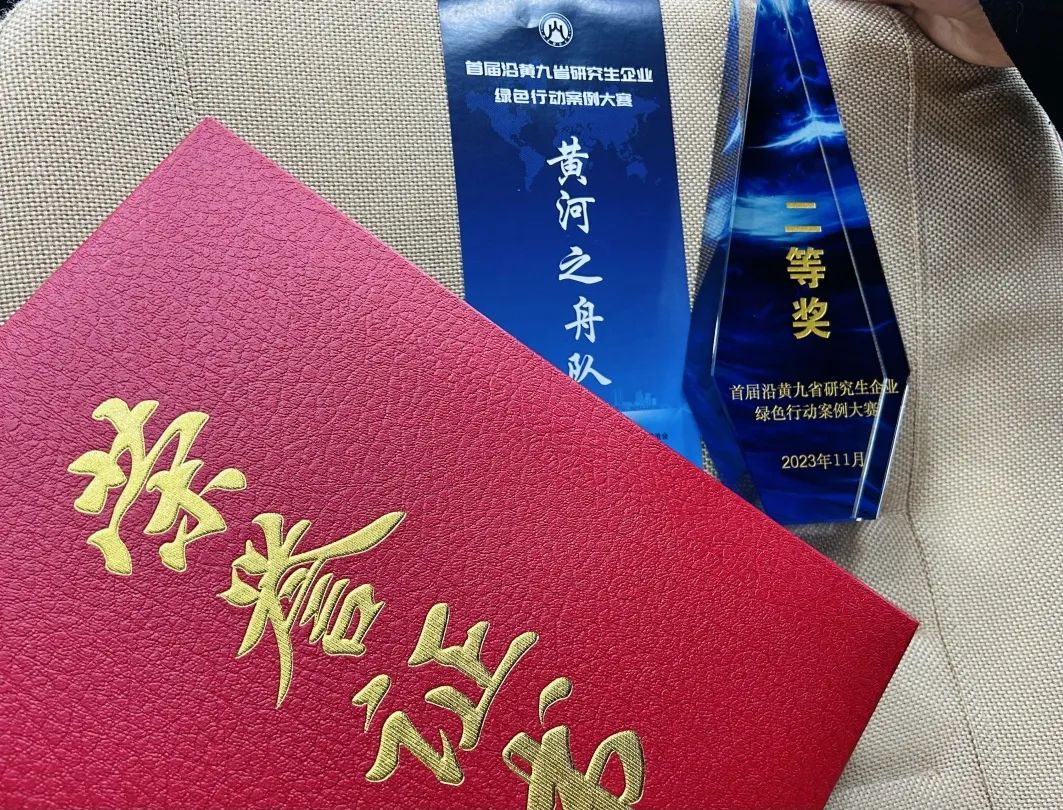 首届沿黄九省研究生企业
绿色行动案例大赛
黄河之舟队
二等奖
首届沿黄九省研究生企业
绿色行动案例大赛
2023年11月
荣誉证书